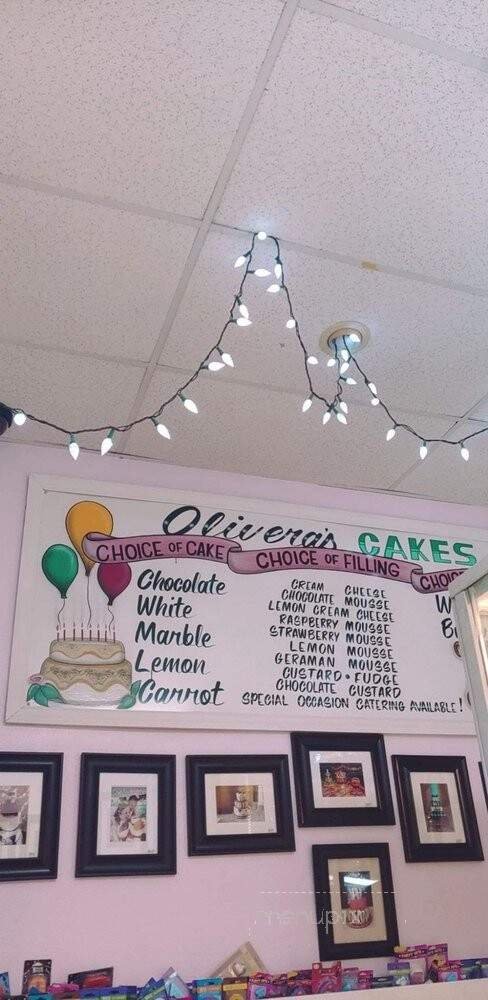 Olivera's CAKES
CHOICE OF CAKE
CHOICE OF FILLING
Chocolate
White
Marble
Lemon
Carrot
CREAM CHEESE
CHOCOLATE MOUSSE
LEMON CREAM CHEESE
RASPBERRY MOUSSE
STRAWBERRY MOUSSE
LEMON MOUSSE
GERAMAN MOUSSE
CUSTARD • FUDGE
CHOCOLATE CUSTARD
SPECIAL OCCASION CATERING AVAILABLE!